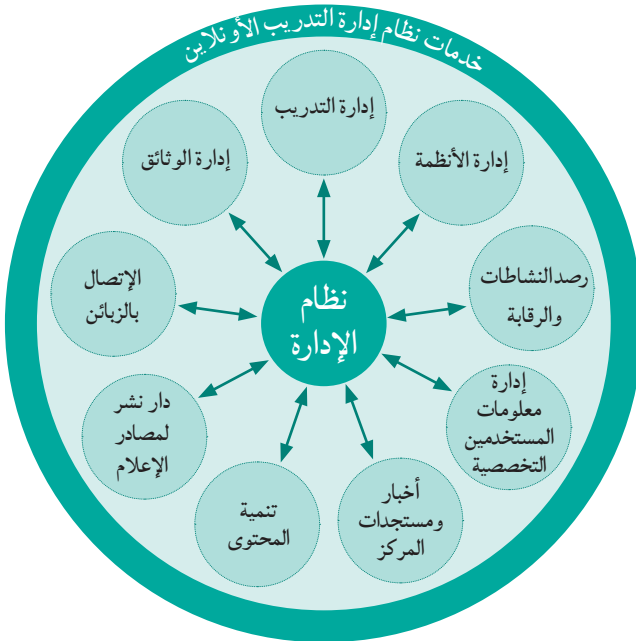 خدمات نظام إدارة التدريب الأونلاين
إدارة التدريب
إدارة الأنظمة
رصد النشاطات
والرقابة
إدارة
معلومات
المستخدمين
التخصصية
أخبار
ومستجدات
المركز
تنمية
المحتوى
دار نشر
لمصادر
الإعلام
الإتصال
بالزبائن
إدارة الوثائق
نظام
الإدارة